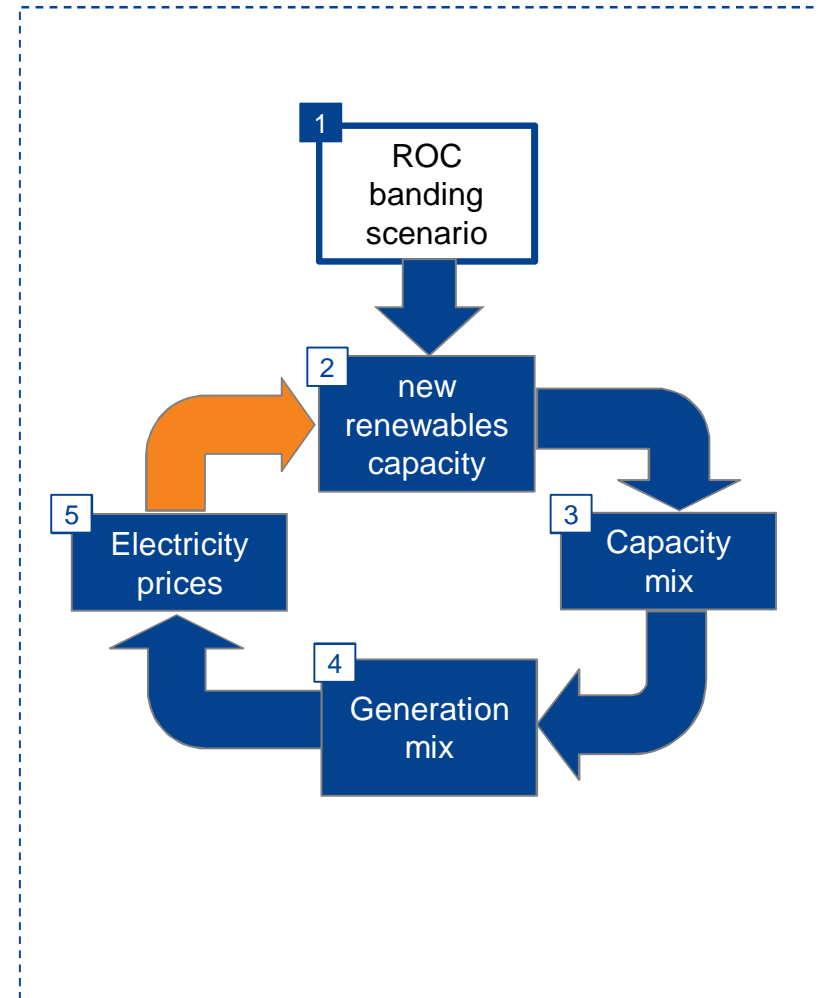 1
ROC
banding
scenario
2
new
renewables
capacity
3
Capacity
mix
4
Generation
mix
5
Electricity
prices